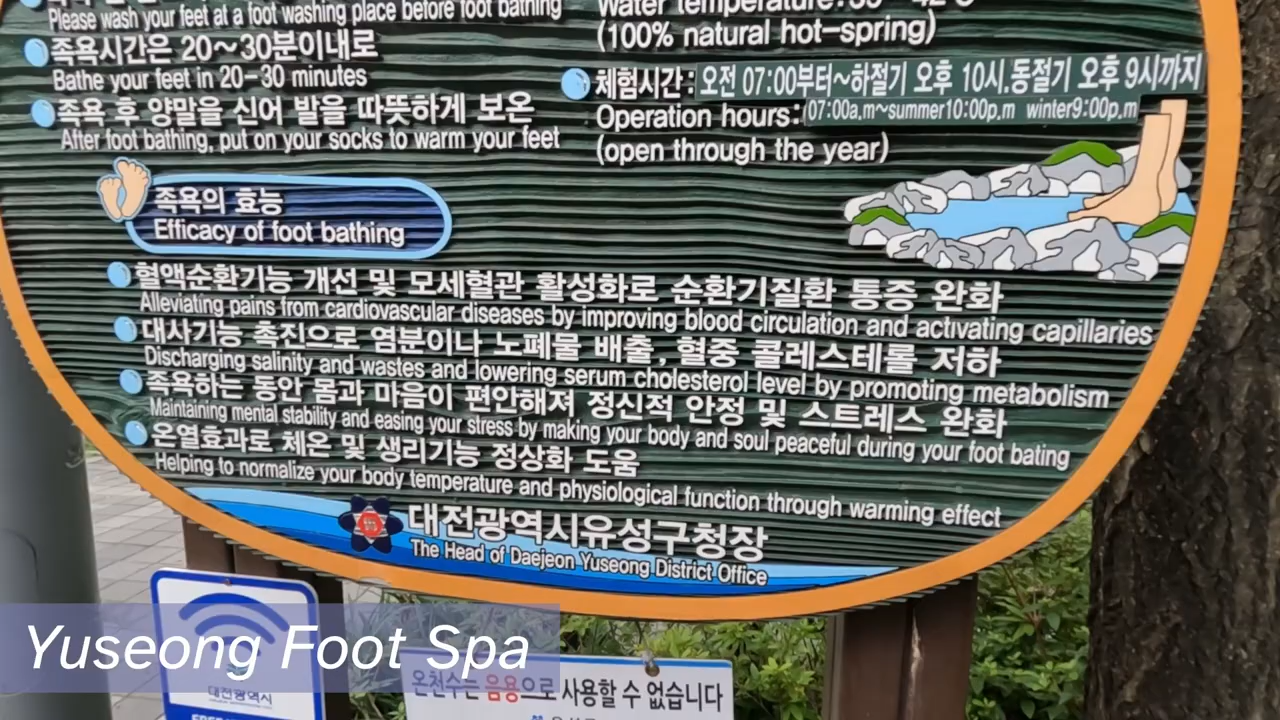 Please wash your feet at a foot washing place before foot bathing
족욕시간은 20~30분이내로
Bathe your feet in 20-30 minutes
족욕 후 양말을 신어 발을 따뜻하게 보온
After foot bathing, put on your socks to warm your feet
Water temperature:
(100% natural hot-spring)
체험시간: 오전 07:00부터~하절기 오후 10시.동절기 오후 9시까지
Operation hours: 07:00a.m~summer10:00p.m winter9:00p.m
(open through the year)
족욕의 효능
Efficacy of foot bathing
혈액순환기능 개선 및 모세혈관 활성화로 순환기질환 통증 완화
Alleviating pains from cardiovascular diseases by improving blood circulation and activating capillaries
대사기능 촉진으로 염분이나 노폐물 배출, 혈중 콜레스테롤 저하
Discharging salinity and wastes and lowering serum cholesterol level by promoting metabolism
족욕하는 동안 몸과 마음이 편안해져 정신적 안정 및 스트레스 완화
Maintaining mental stability and easing your stress by making your body and soul peaceful during your foot bating
온열효과로 체온 및 생리기능 정상화 도움
Helping to normalize your body temperature and physiological function through warming effect
대전광역시유성구청장
The Head of Daejeon Yuseong District Office
Yuseong Foot Spa
대전광역시
온천수는 음용으로 사용할 수 없습니다